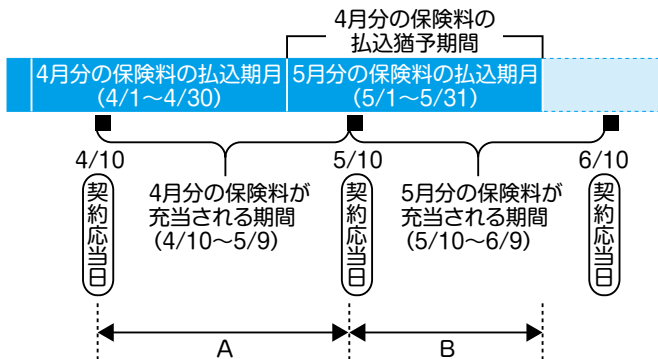 4月分の保険料の
払込猶予期間
4月分の保険料の払込期月
(4/1～4/30)
5月分の保険料の払込期月
(5/1～5/31)
4/10
契約応当日
4月分の保険料が
充当される期間
(4/10～5/9)
5/10
契約応当日
5月分の保険料が
充当される期間
(5/10～6/9)
6/10
契約応当日
A
B